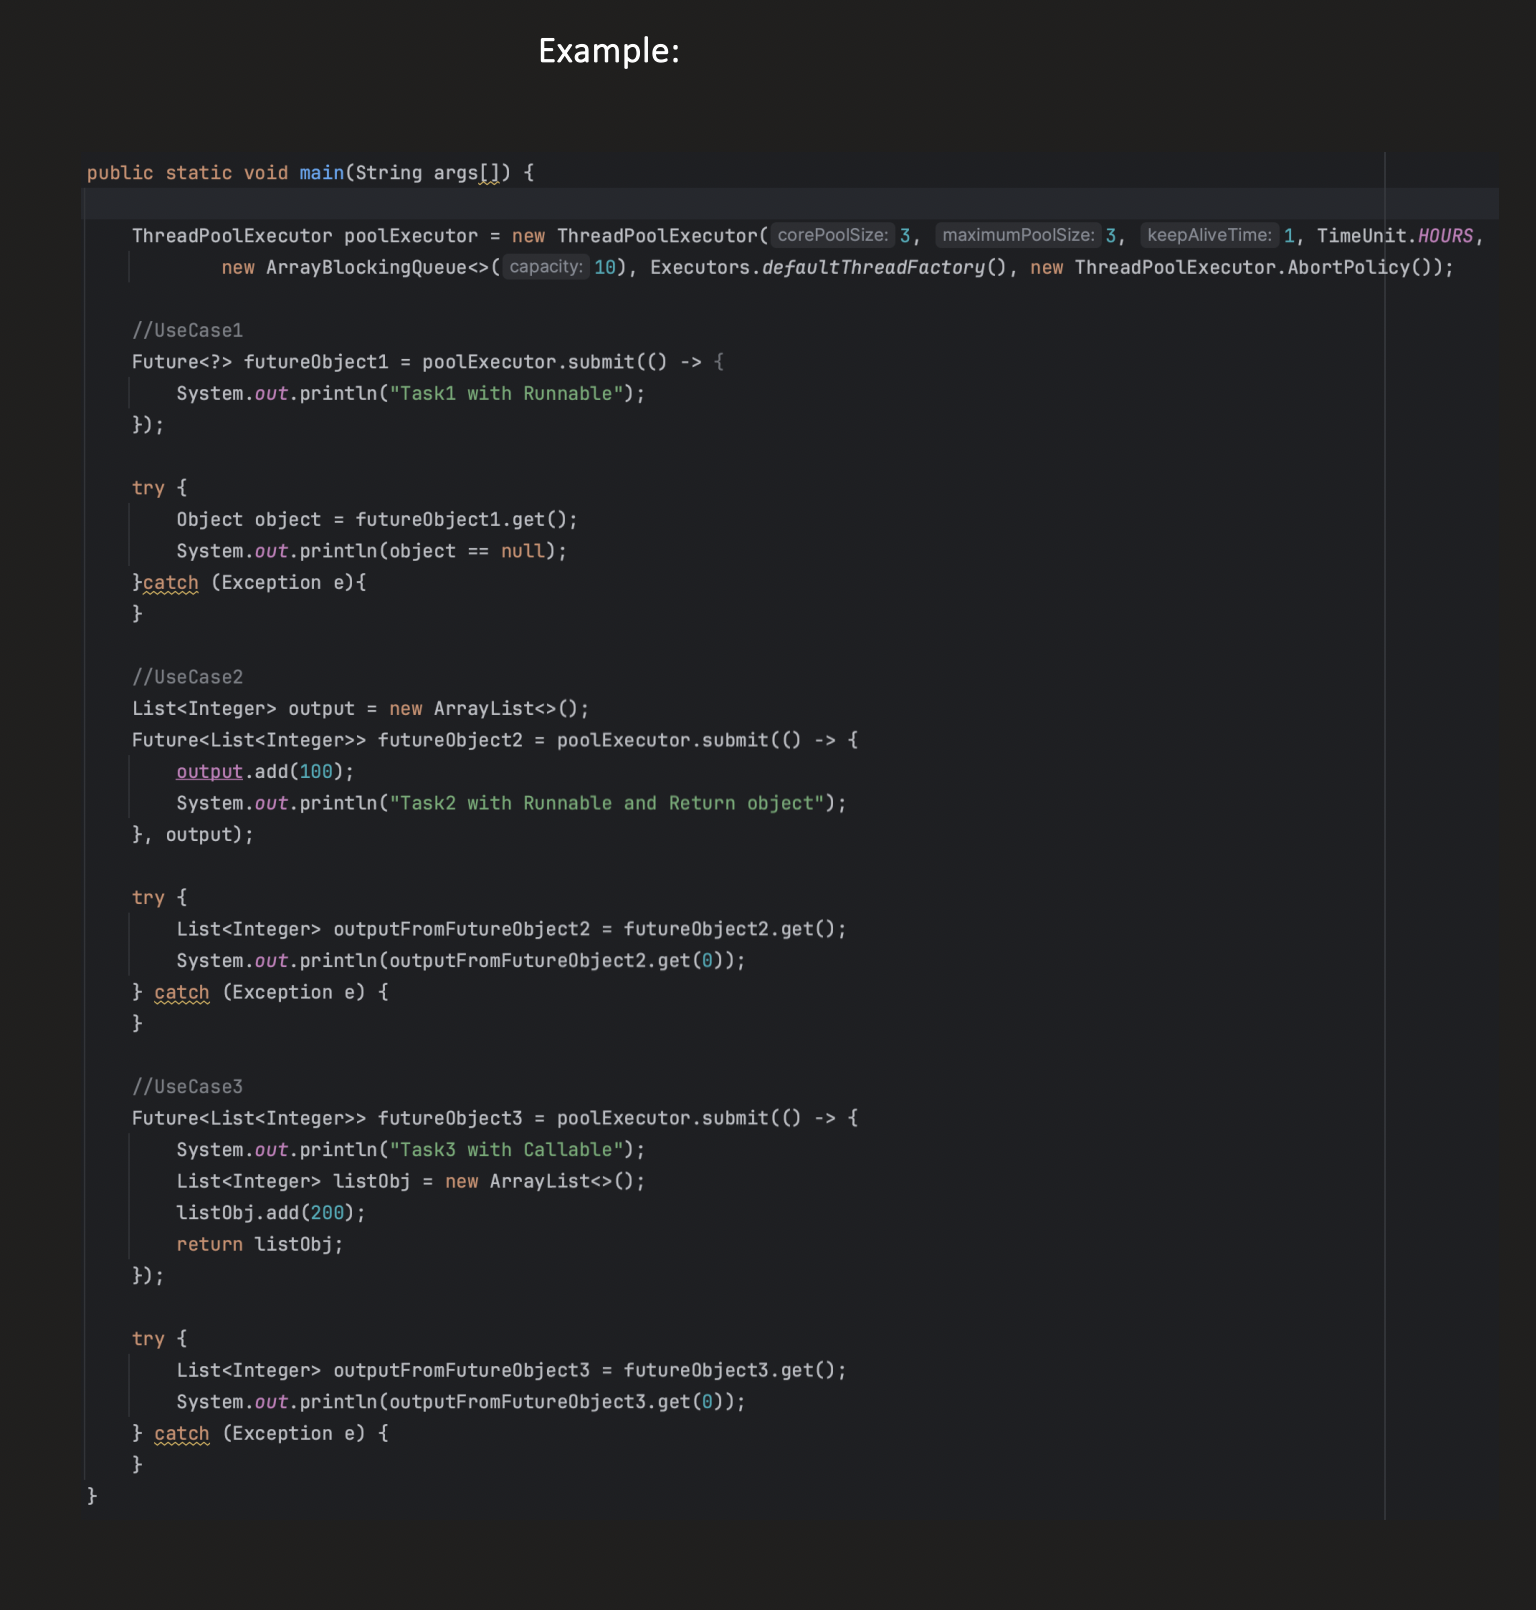 Example:
public static void main(String args[]) {
ThreadPoolExecutor poolExecutor = new ThreadPoolExecutor( corePoolSize: 3, maximumPoolSize: 3, keepAliveTime: 1, TimeUnit.HOURS,
new ArrayBlockingQueue<>( capacity: 10), Executors.defaultThreadFactory(), new ThreadPoolExecutor.AbortPolicy());
//UseCase1
Future<?> futureObject1 = poolExecutor.submit(() -> {
System.out.println("Task1 with Runnable");
});
try {
Object object = futureObject1.get();
System.out.println(object == null);
}catch (Exception e){
}
//UseCase2
List<Integer> output = new ArrayList<>();
Future<List<Integer>> futureObject2 = poolExecutor.submit(() -> {
output.add(100);
System.out.println("Task2 with Runnable and Return object");
}, output);
try {
List<Integer> outputFromFutureObject2 = futureObject2.get();
System.out.println(outputFromFutureObject2.get(0));
} catch (Exception e) {
}
//UseCase3
Future<List<Integer>> futureObject3 = poolExecutor.submit(() -> {
System.out.println("Task3 with Callable");
List<Integer> listObj = new ArrayList<>();
listObj.add(200);
return listObj;
});
try {
List<Integer> outputFromFutureObject3 = futureObject3.get();
System.out.println(outputFromFutureObject3.get(0));
} catch (Exception e) {
}
}